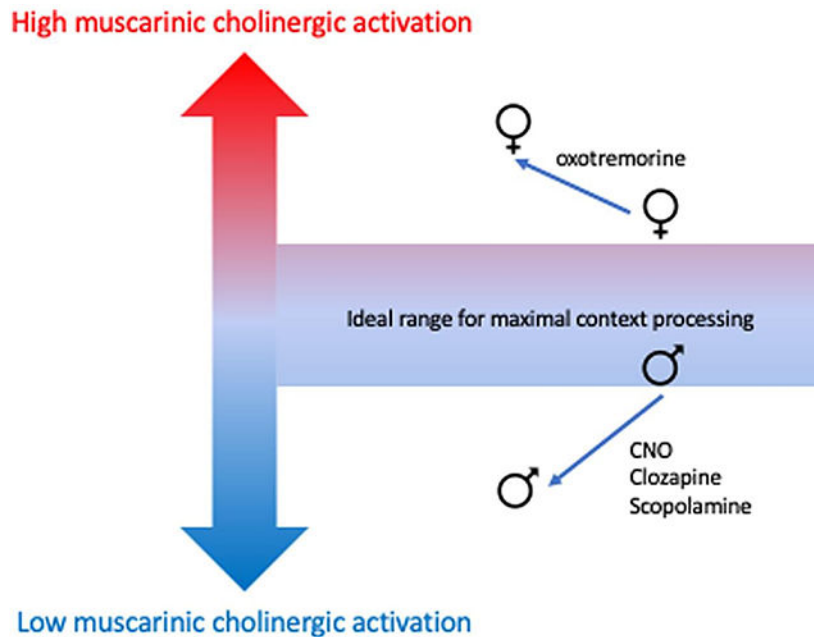 High muscarinic cholinergic activation
oxotremorine
Ideal range for maximal context processing
CNO
Clozapine
Scopolamine
Low muscarinic cholinergic activation